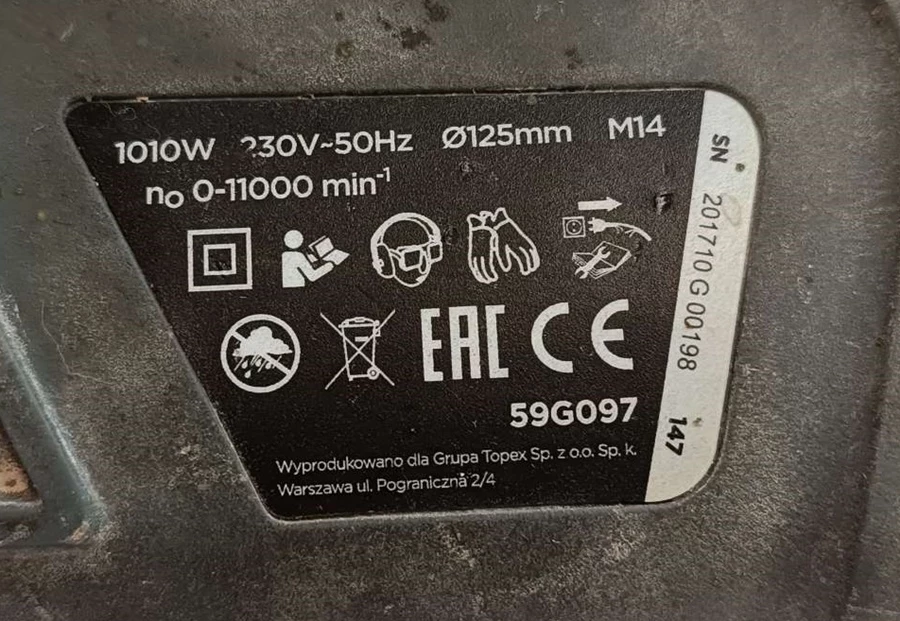 1010W 230V~50Hz Ø125mm M14
no 0-11000 min-1
EAC CE
59G097
Wyprodukowano dla Grupa Topex Sp. z o.o. Sp. k.
Warszawa ul. Pograniczna 2/4
SN 201710 G 00198 147